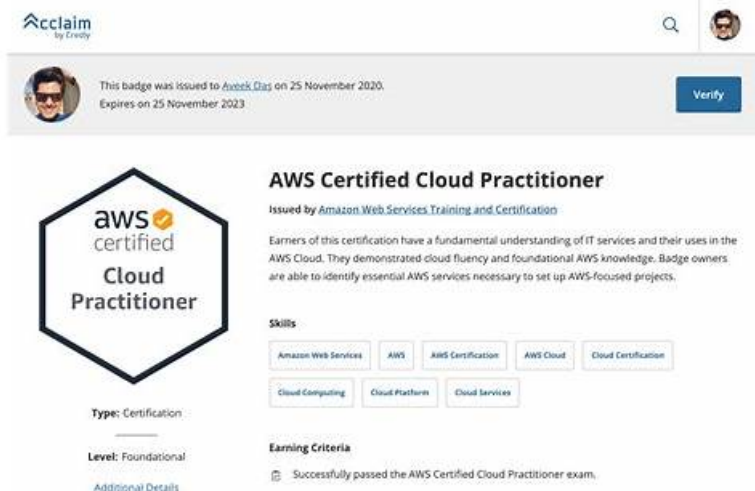 Acclaim
by Credly
This badge was issued to Aveek Das on 25 November 2020.
Expires on 25 November 2023
Verify
AWS Certified Cloud Practitioner
Issued by Amazon Web Services Training and Certification
Earners of this certification have a fundamental understanding of IT services and their uses in the
AWS Cloud. They demonstrated cloud fluency and foundational AWS knowledge. Badge owners
are able to identify essential AWS services necessary to set up AWS-focused projects.
aws
certified
Cloud
Practitioner
Skills
Amazon Web Services AWS AWS Certification AWS Cloud Cloud Certification
Cloud Computing Cloud Platform Cloud Services
Type: Certification
Level: Foundational
Additional Details
Earning Criteria
Successfully passed the AWS Certified Cloud Practitioner exam.